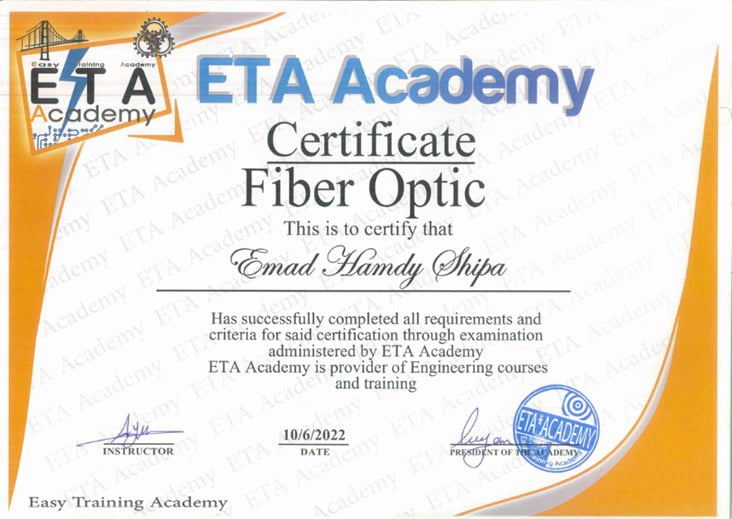 Easy Training Academy
ETA
Academy
ETA Academy
Certificate
Fiber Optic
This is to certify that
Emad Hamdy Shipa
Has successfully completed all requirements and
criteria for said certification through examination
administered by ETA Academy
ETA Academy is provider of Engineering courses
and training
10/6/2022
INSTRUCTOR
DATE
PRESIDENT OF THE ACADEMY
ETA*ACADEMY
Easy Training Academy